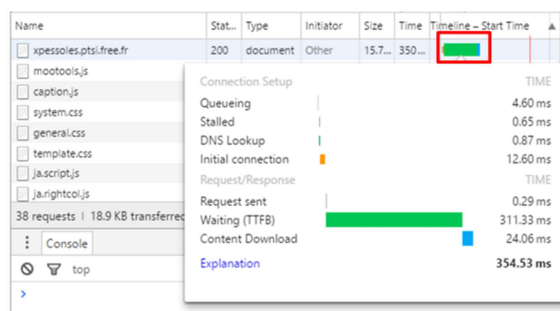 Name Stat... Type Initiator Size Time Timeline – Start Time
xpessoles.ptsi.free.fr 200 document Other 15.7... 350...
mootools.js
caption.js
system.css
general.css
template.css
ja.script.js
ja.rightcol.js
38 requests | 18.9 KB transferred
Console
top
Connection Setup TIME
Queueing 4.60 ms
Stalled 0.65 ms
DNS Lookup 0.87 ms
Initial connection 12.60 ms
Request/Response TIME
Request sent 0.29 ms
Waiting (TTFB) 311.33 ms
Content Download 24.06 ms
Explanation 354.53 ms